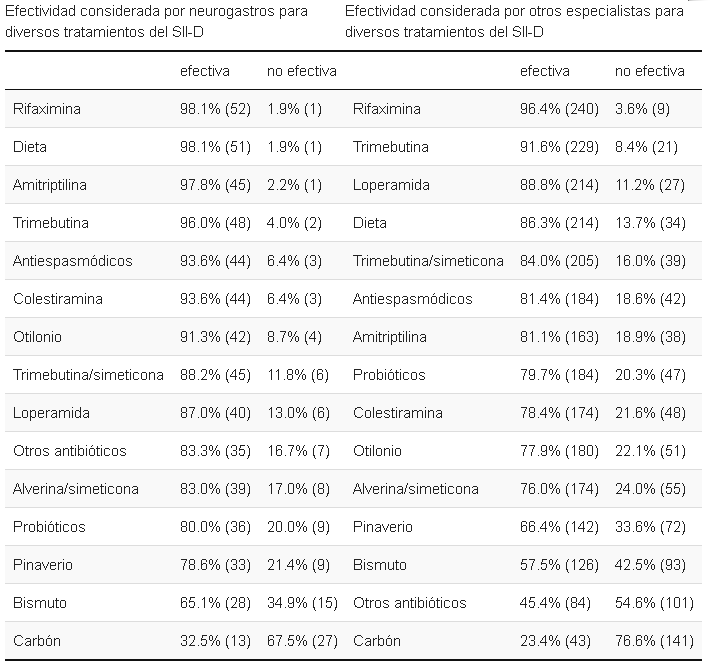 Efectividad considerada por neurogastros para
diversos tratamientos del SII-D
Efectividad considerada por otros especialistas para
diversos tratamientos del SII-D
efectiva no efectiva efectiva no efectiva
Rifaximina 98.1% (52) 1.9% (1) Rifaximina 96.4% (240) 3.6% (9)
Dieta 98.1% (51) 1.9% (1) Trimebutina 91.6% (229) 8.4% (21)
Amitriptilina 97.8% (45) 2.2% (1) Loperamida 88.8% (214) 11.2% (27)
Trimebutina 96.0% (48) 4.0% (2) Dieta 86.3% (214) 13.7% (34)
Antiespasmódicos 93.6% (44) 6.4% (3) Trimebutina/simeticona 84.0% (205) 16.0% (39)
Colestiramina 93.6% (44) 6.4% (3) Antiespasmódicos 81.4% (184) 18.6% (42)
Otilonio 91.3% (42) 8.7% (4) Amitriptilina 81.1% (163) 18.9% (38)
Trimebutina/simeticona 88.2% (45) 11.8% (6) Probióticos 79.7% (184) 20.3% (47)
Loperamida 87.0% (40) 13.0% (6) Colestiramina 78.4% (174) 21.6% (48)
Otros antibióticos 83.3% (35) 16.7% (7) Otilonio 77.9% (180) 22.1% (51)
Alverina/simeticona 83.0% (39) 17.0% (8) Alverina/simeticona 76.0% (174) 24.0% (55)
Probióticos 80.0% (36) 20.0% (9) Pinaverio 66.4% (142) 33.6% (72)
Pinaverio 78.6% (33) 21.4% (9) Bismuto 57.5% (126) 42.5% (93)
Bismuto 65.1% (28) 34.9% (15) Otros antibióticos 45.4% (84) 54.6% (101)
Carbón 32.5% (13) 67.5% (27) Carbón 23.4% (43) 76.6% (141)